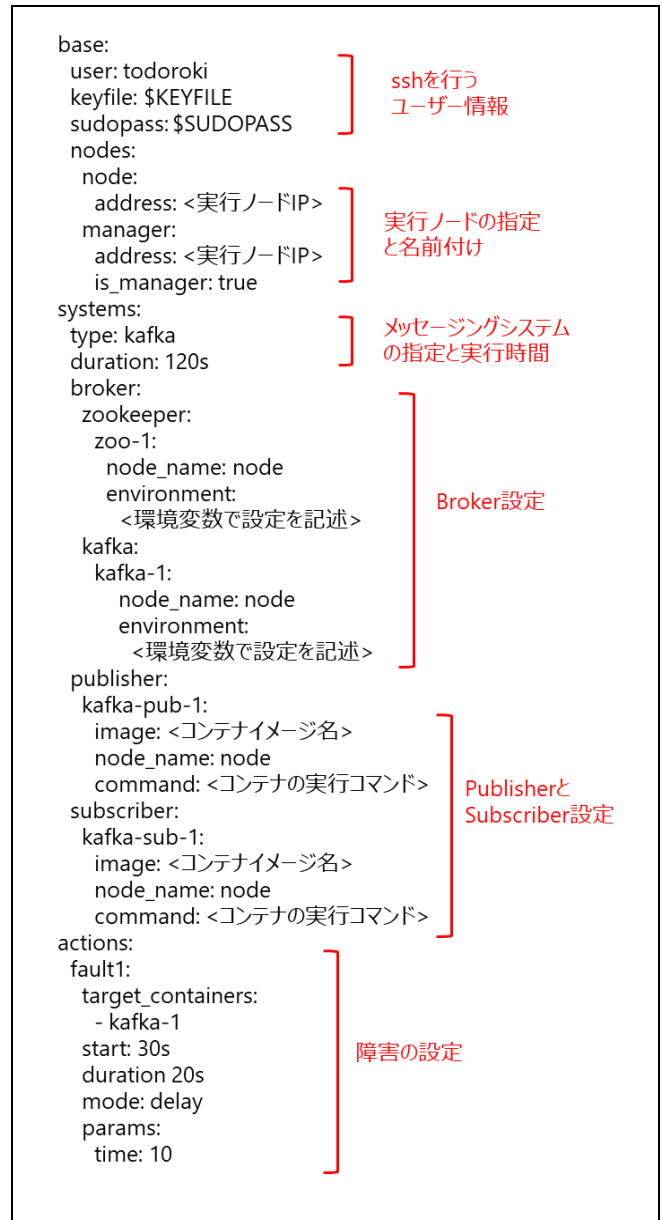 base:
user: todoroki
keyfile: $KEYFILE
sudopass: $SUDOPASS
sshを行う
ユーザー情報
nodes:
node:
address: <実行ノードIP>
manager:
address: <実行ノードIP>
is_manager: true
実行ノードの指定
と名前付け
systems:
type: kafka
duration: 120s
メッセージングシステム
の指定と実行時間
broker:
zookeeper:
zoo-1:
node_name: node
environment:
<環境変数で設定を記述>
kafka:
kafka-1:
node_name: node
environment:
<環境変数で設定を記述>
Broker設定
publisher:
kafka-pub-1:
image: <コンテナイメージ名>
node_name: node
command: <コンテナの実行コマンド>
subscriber:
kafka-sub-1:
image: <コンテナイメージ名>
node_name: node
command: <コンテナの実行コマンド>
Publisherと
Subscriber設定
actions:
fault1:
target_containers:
- kafka-1
start: 30s
duration 20s
mode: delay
params:
time: 10
障害の設定